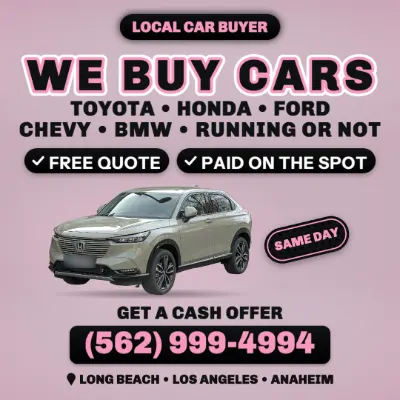 LOCAL CAR BUYER
WE BUY CARS
TOYOTA • HONDA • FORD
CHEVY • BMW • RUNNING OR NOT
✓ FREE QUOTE ✓ PAID ON THE SPOT
SAME DAY
GET A CASH OFFER
(562) 999-4994
LONG BEACH • LOS ANGELES • ANAHEIM